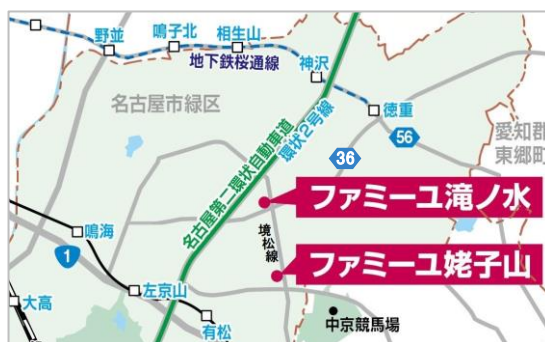 野並
鳴子北
相生山
地下鉄桜通線
神沢
徳重
名古屋市緑区
愛知郡
東郷町
56
36
環状2号線
名古屋第二環状自動車道
ファミーユ滝ノ水
鳴海
1
境松線
ファミーユ姥子山
左京山
大高
有松
中京競馬場